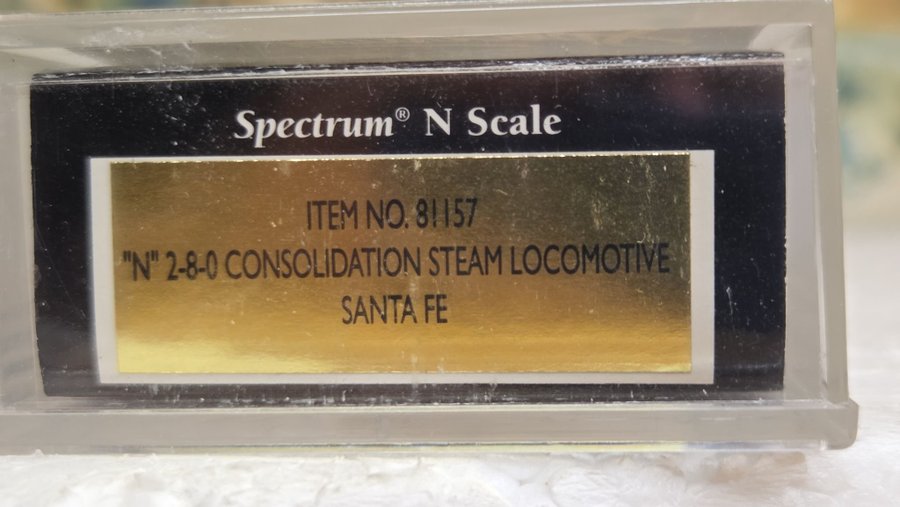 Spectrum® N Scale
ITEM NO. 81157
"N" 2-8-0 CONSOLIDATION STEAM LOCOMOTIVE
SANTA FE